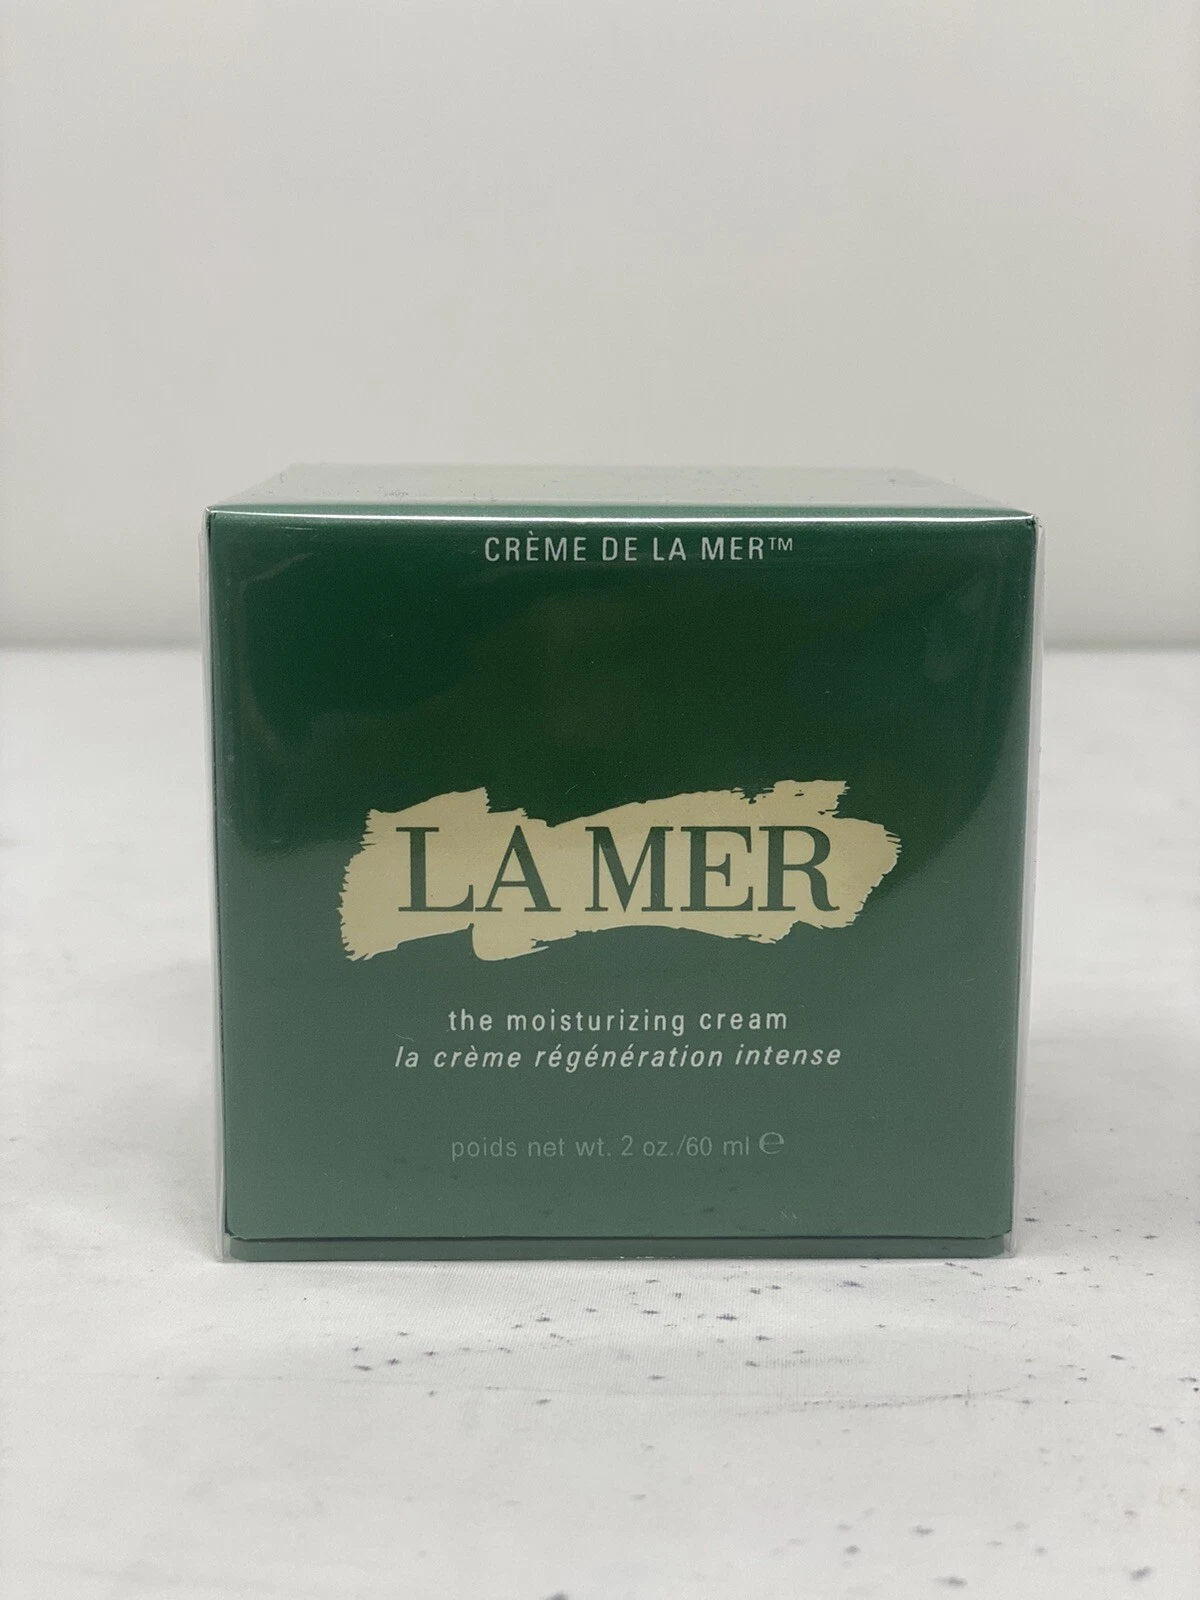 CRÈME DE LA MER™
LA MER
the moisturizing cream
la crème régénération intense
poids net wt. 2 oz./60 ml ℮